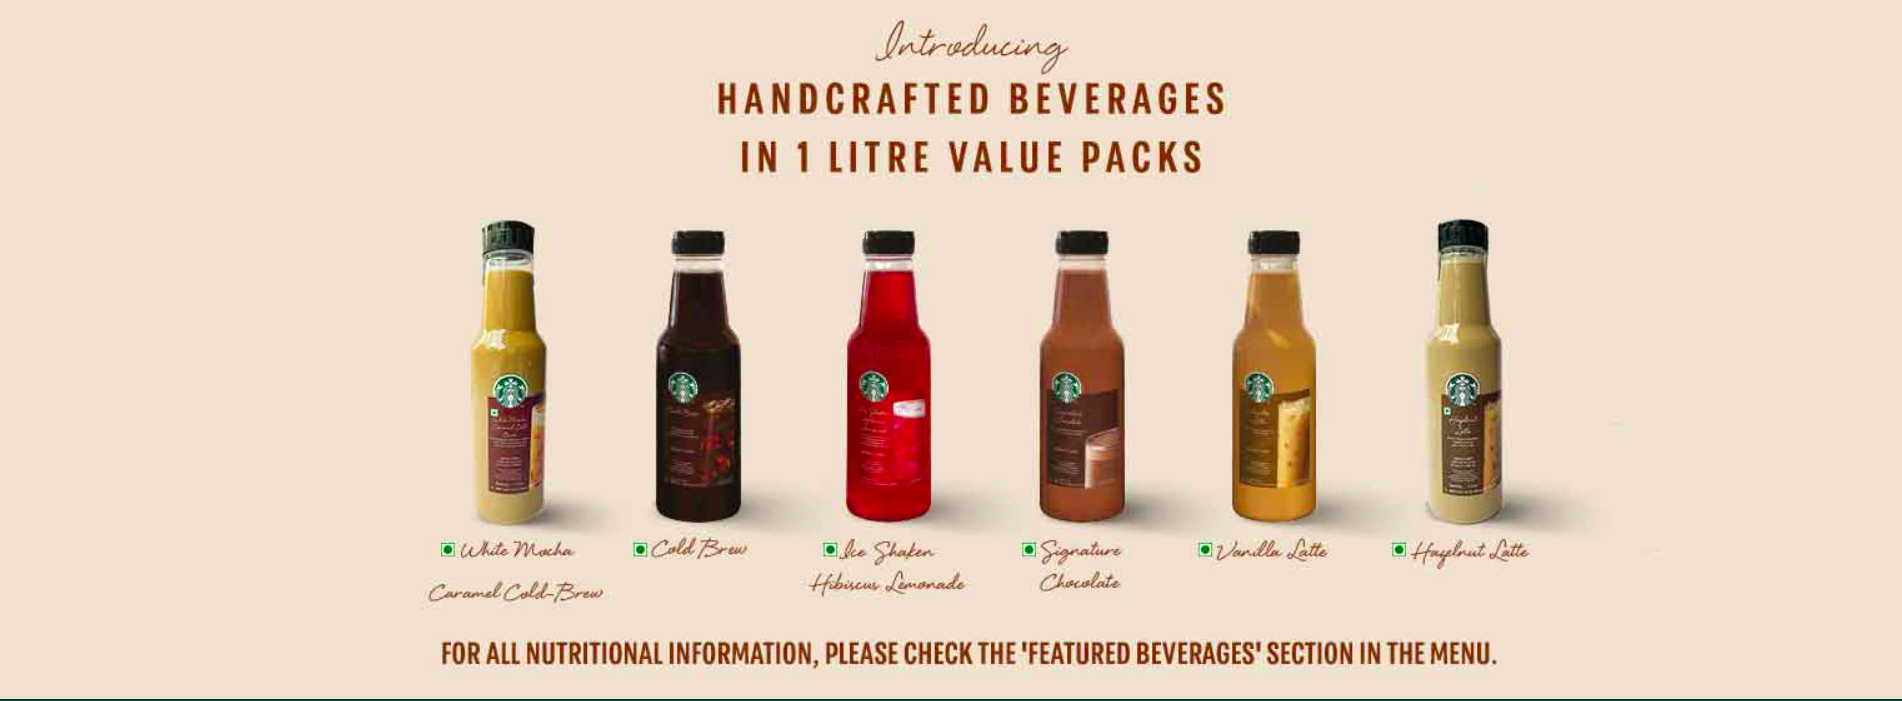 Introducing
HANDCRAFTED BEVERAGES
IN 1 LITRE VALUE PACKS
White Mocha
Caramel Cold-Brew
Cold Brew
Ice Shaken
Hibiscus Lemonade
Signature
Chocolate
Vanilla Latte
Hazelnut Latte
FOR ALL NUTRITIONAL INFORMATION, PLEASE CHECK THE 'FEATURED BEVERAGES' SECTION IN THE MENU.